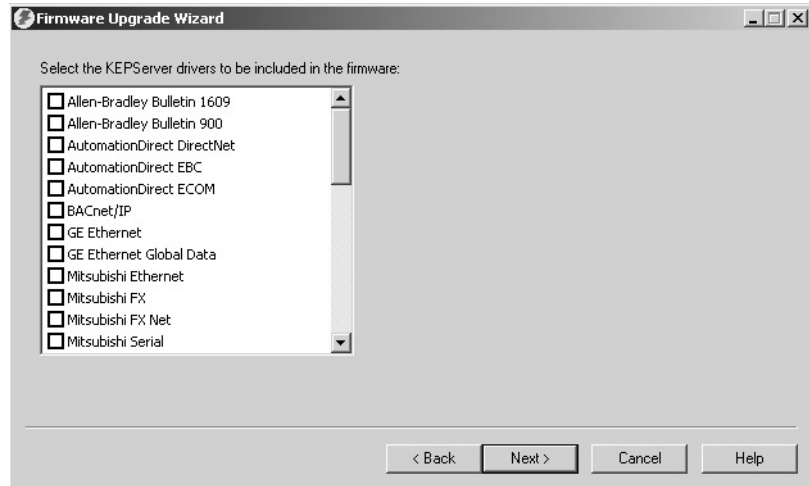 Firmware Upgrade Wizard
Select the KEPServer drivers to be included in the firmware:
Allen-Bradley Bulletin 1609
Allen-Bradley Bulletin 900
AutomationDirect DirectNet
AutomationDirect EBC
AutomationDirect ECOM
BACnet/IP
GE Ethernet
GE Ethernet Global Data
Mitsubishi Ethernet
Mitsubishi FX
Mitsubishi FX Net
Mitsubishi Serial
< Back Next > Cancel Help